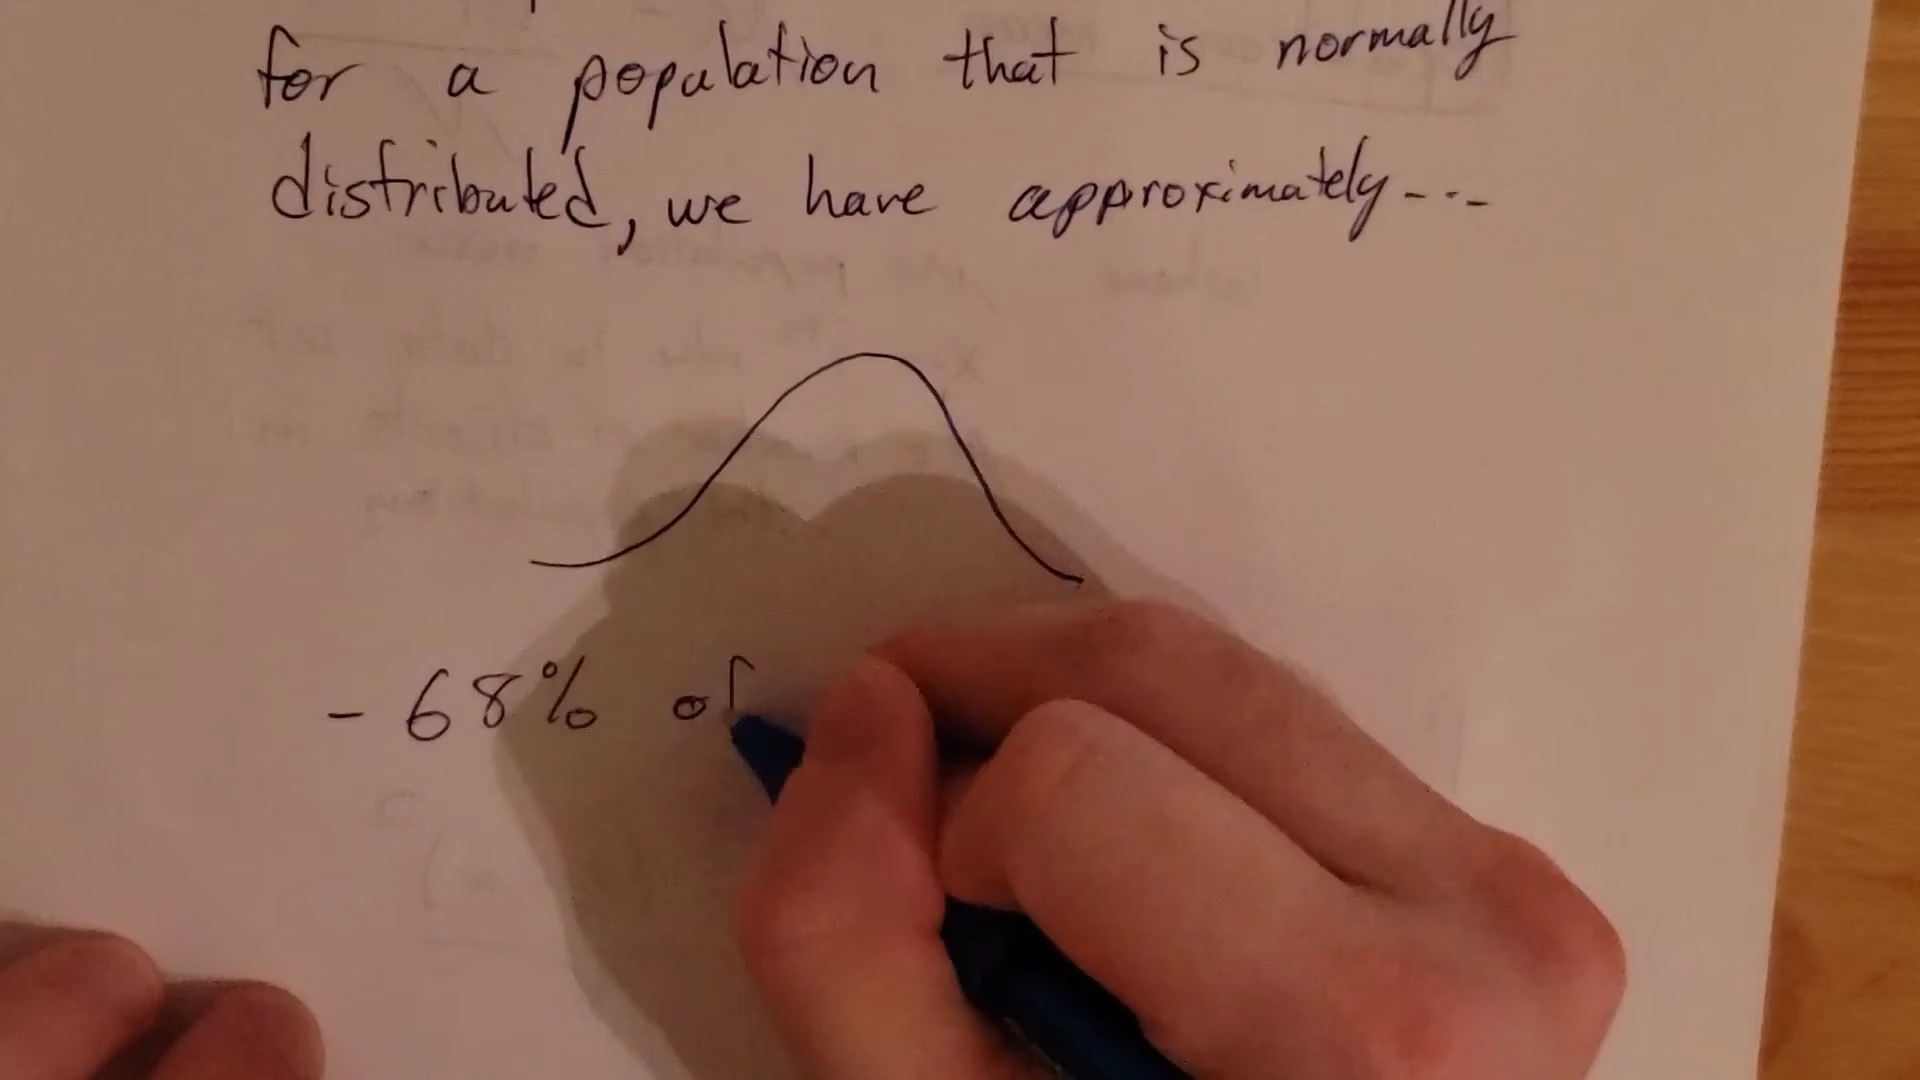 for a population that is normally
distributed, we have approximately...
- 68% of